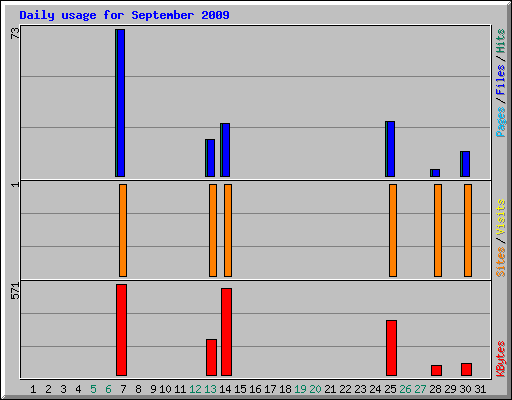 Daily usage for September 2009
73
1
571
Pages/Files/Hits
Sites/Visits
KBytes
1 2 3 4 5 6 7 8 9 10 11 12 13 14 15 16 17 18 19 20 21 22 23 24 25 26 27 28 29 30 31